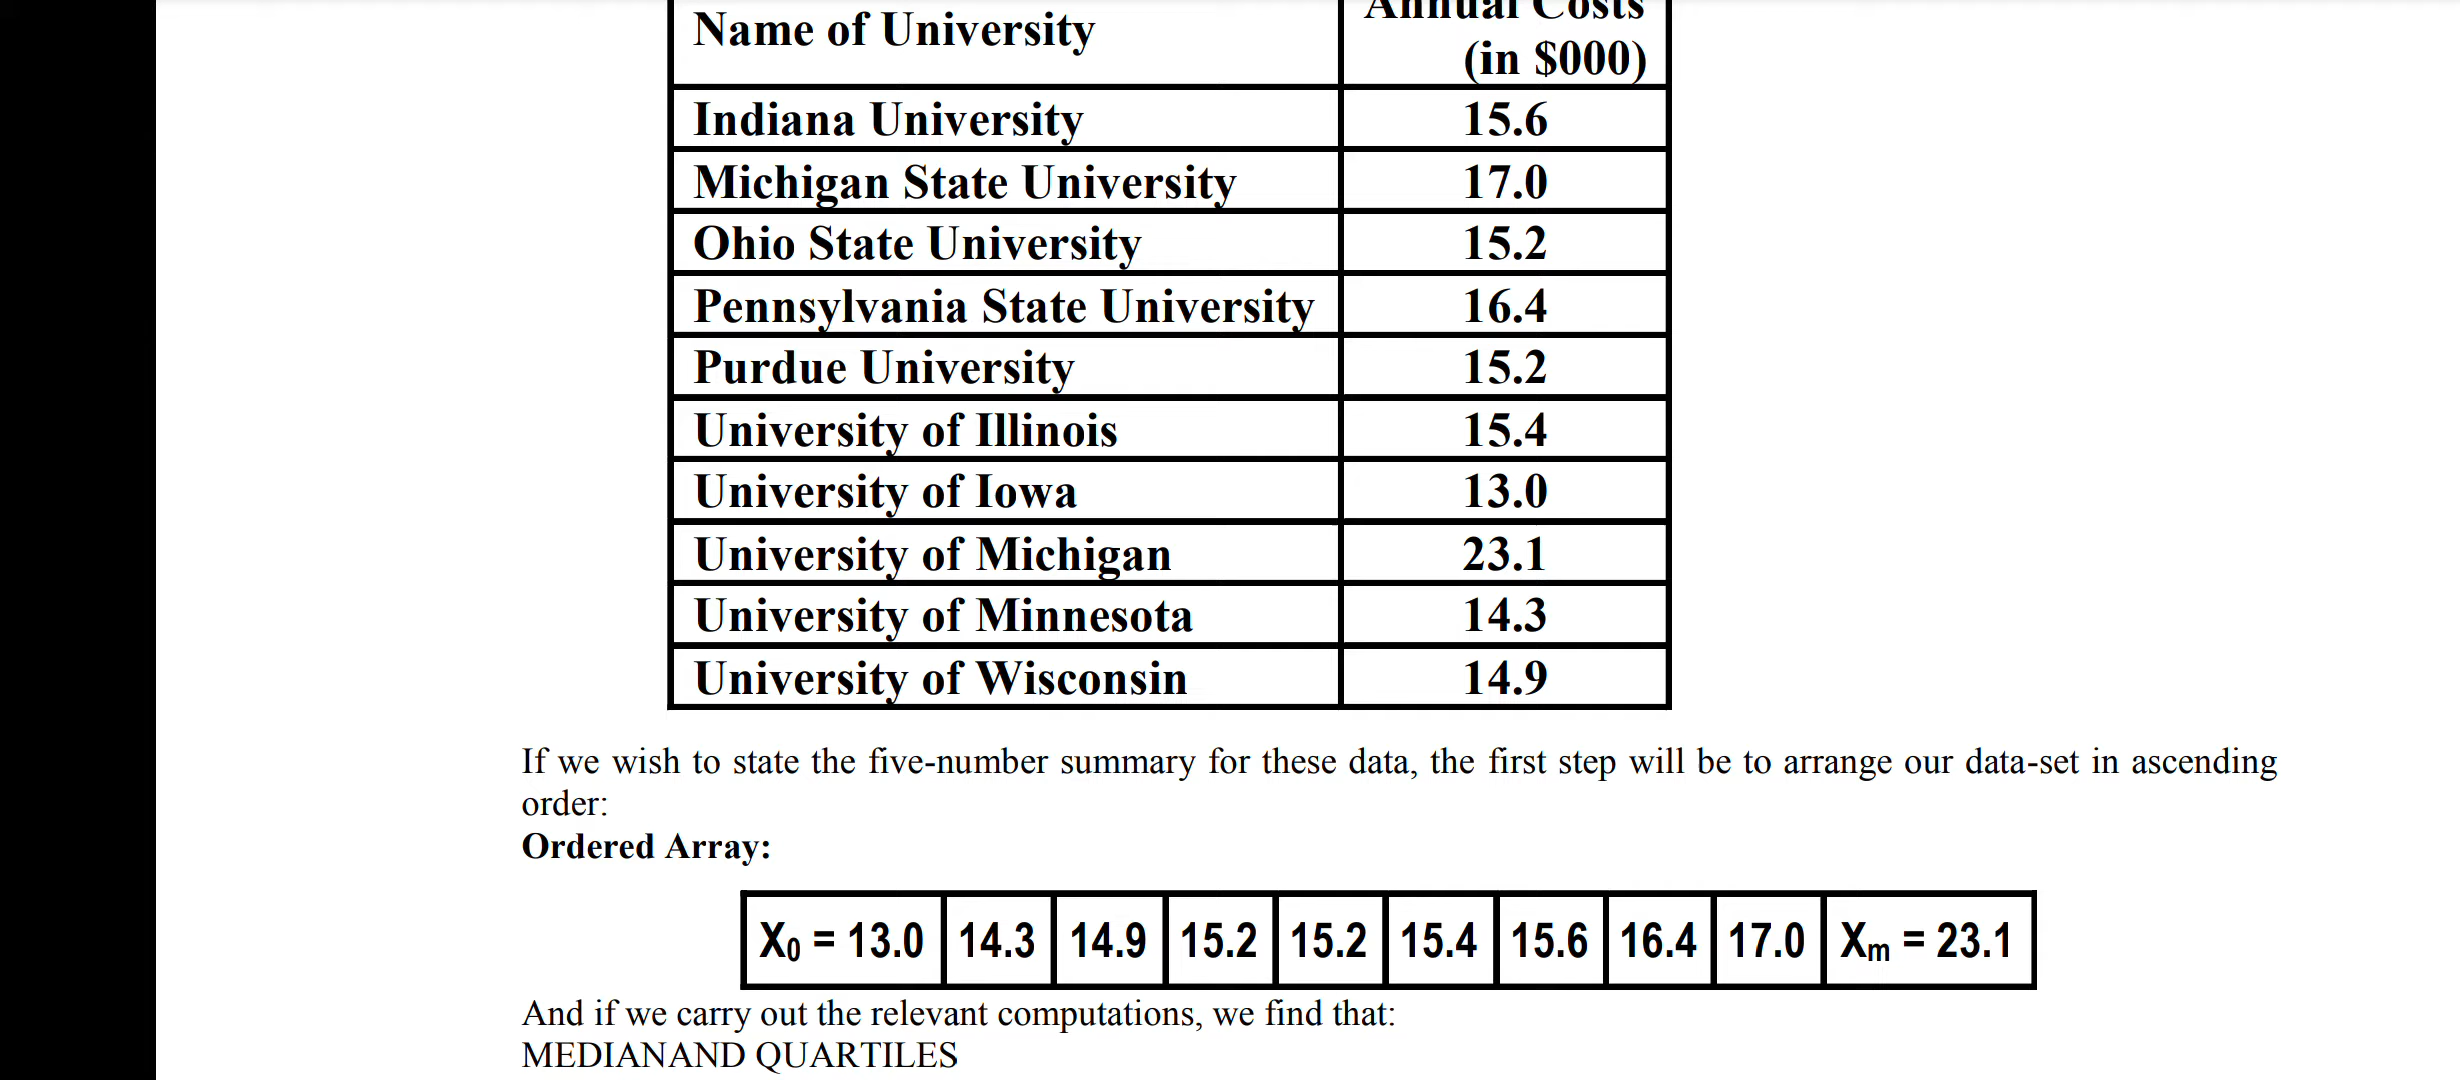 Name of University
Annual Costs
(in $000)
Indiana University 15.6
Michigan State University 17.0
Ohio State University 15.2
Pennsylvania State University 16.4
Purdue University 15.2
University of Illinois 15.4
University of Iowa 13.0
University of Michigan 23.1
University of Minnesota 14.3
University of Wisconsin 14.9
If we wish to state the five-number summary for these data, the first step will be to arrange our data-set in ascending
order:
Ordered Array:
X0 = 13.0 14.3 14.9 15.2 15.2 15.4 15.6 16.4 17.0 Xm = 23.1
And if we carry out the relevant computations, we find that:
MEDIANAND QUARTILES